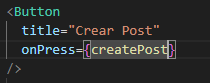 <Button
title="Crear Post"
onPress={createPost}
/>